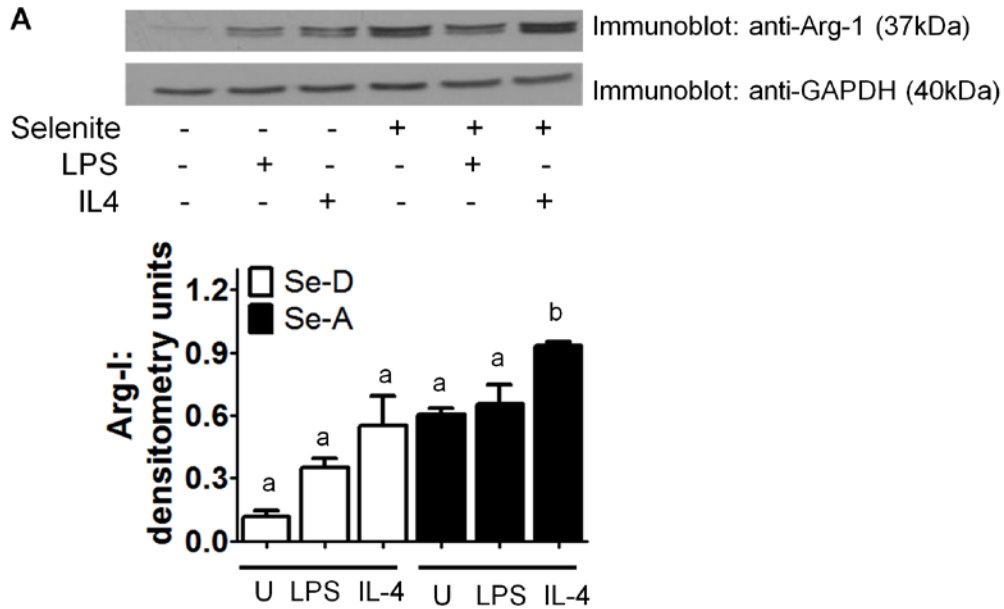 A
Immunoblot: anti-Arg-1 (37kDa)
Immunoblot: anti-GAPDH (40kDa)
Selenite - - - + + +
LPS - + - - + -
IL4 - - + - - +
Arg-I:
densitometry units
1.2
0.9
0.6
0.3
0.0
Se-D
Se-A
a a a a a b
U LPS IL-4 U LPS IL-4